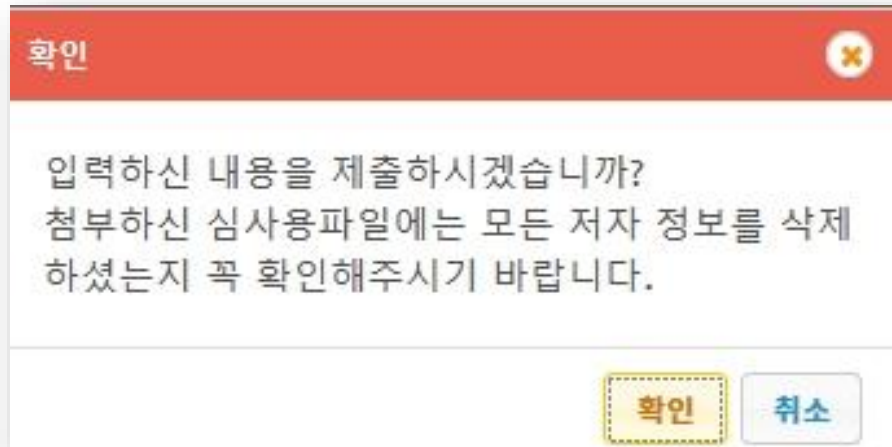 확인
입력하신 내용을 제출하시겠습니까?
첨부하신 심사용파일에는 모든 저자 정보를 삭제
하셨는지 꼭 확인해주시기 바랍니다.
확인 취소